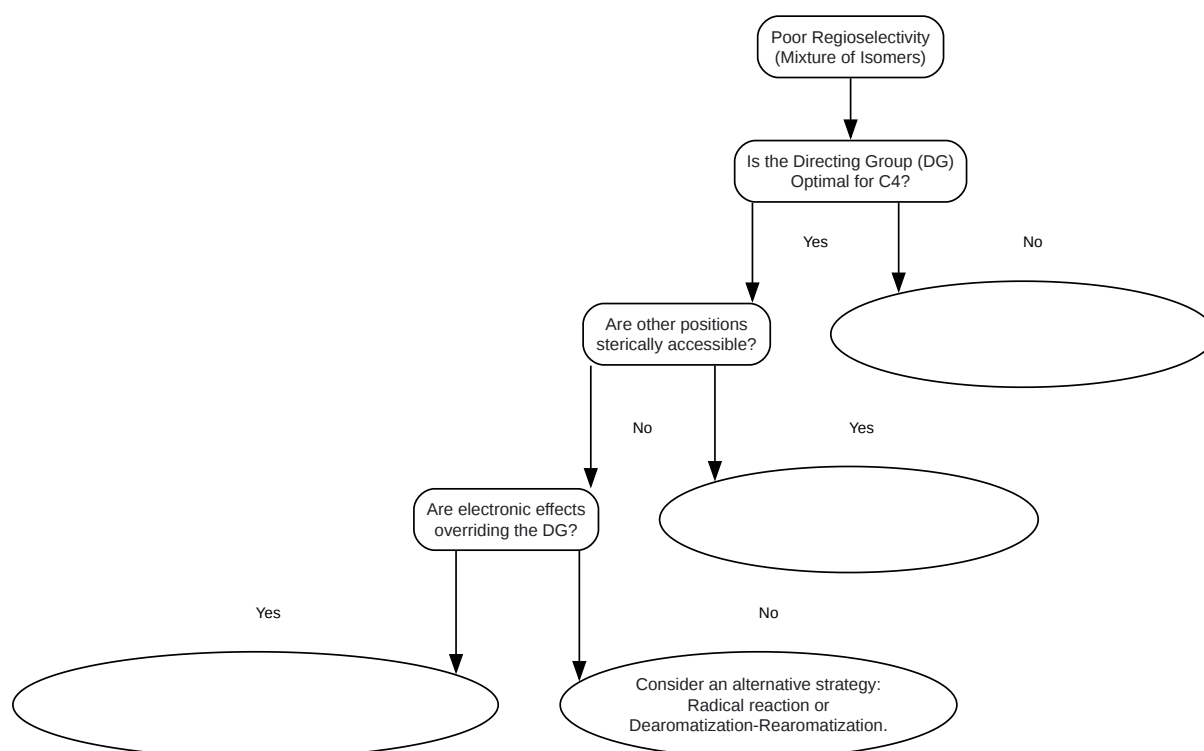 Poor Regioselectivity
(Mixture of Isomers)
Is the Directing Group (DG)
Optimal for C4?
Yes
No
Are other positions
sterically accessible?
No
Yes
Are electronic effects
overriding the DG?
Yes
No
Consider an alternative strategy:
Radical reaction or
Dearomatization-Rearomatization.